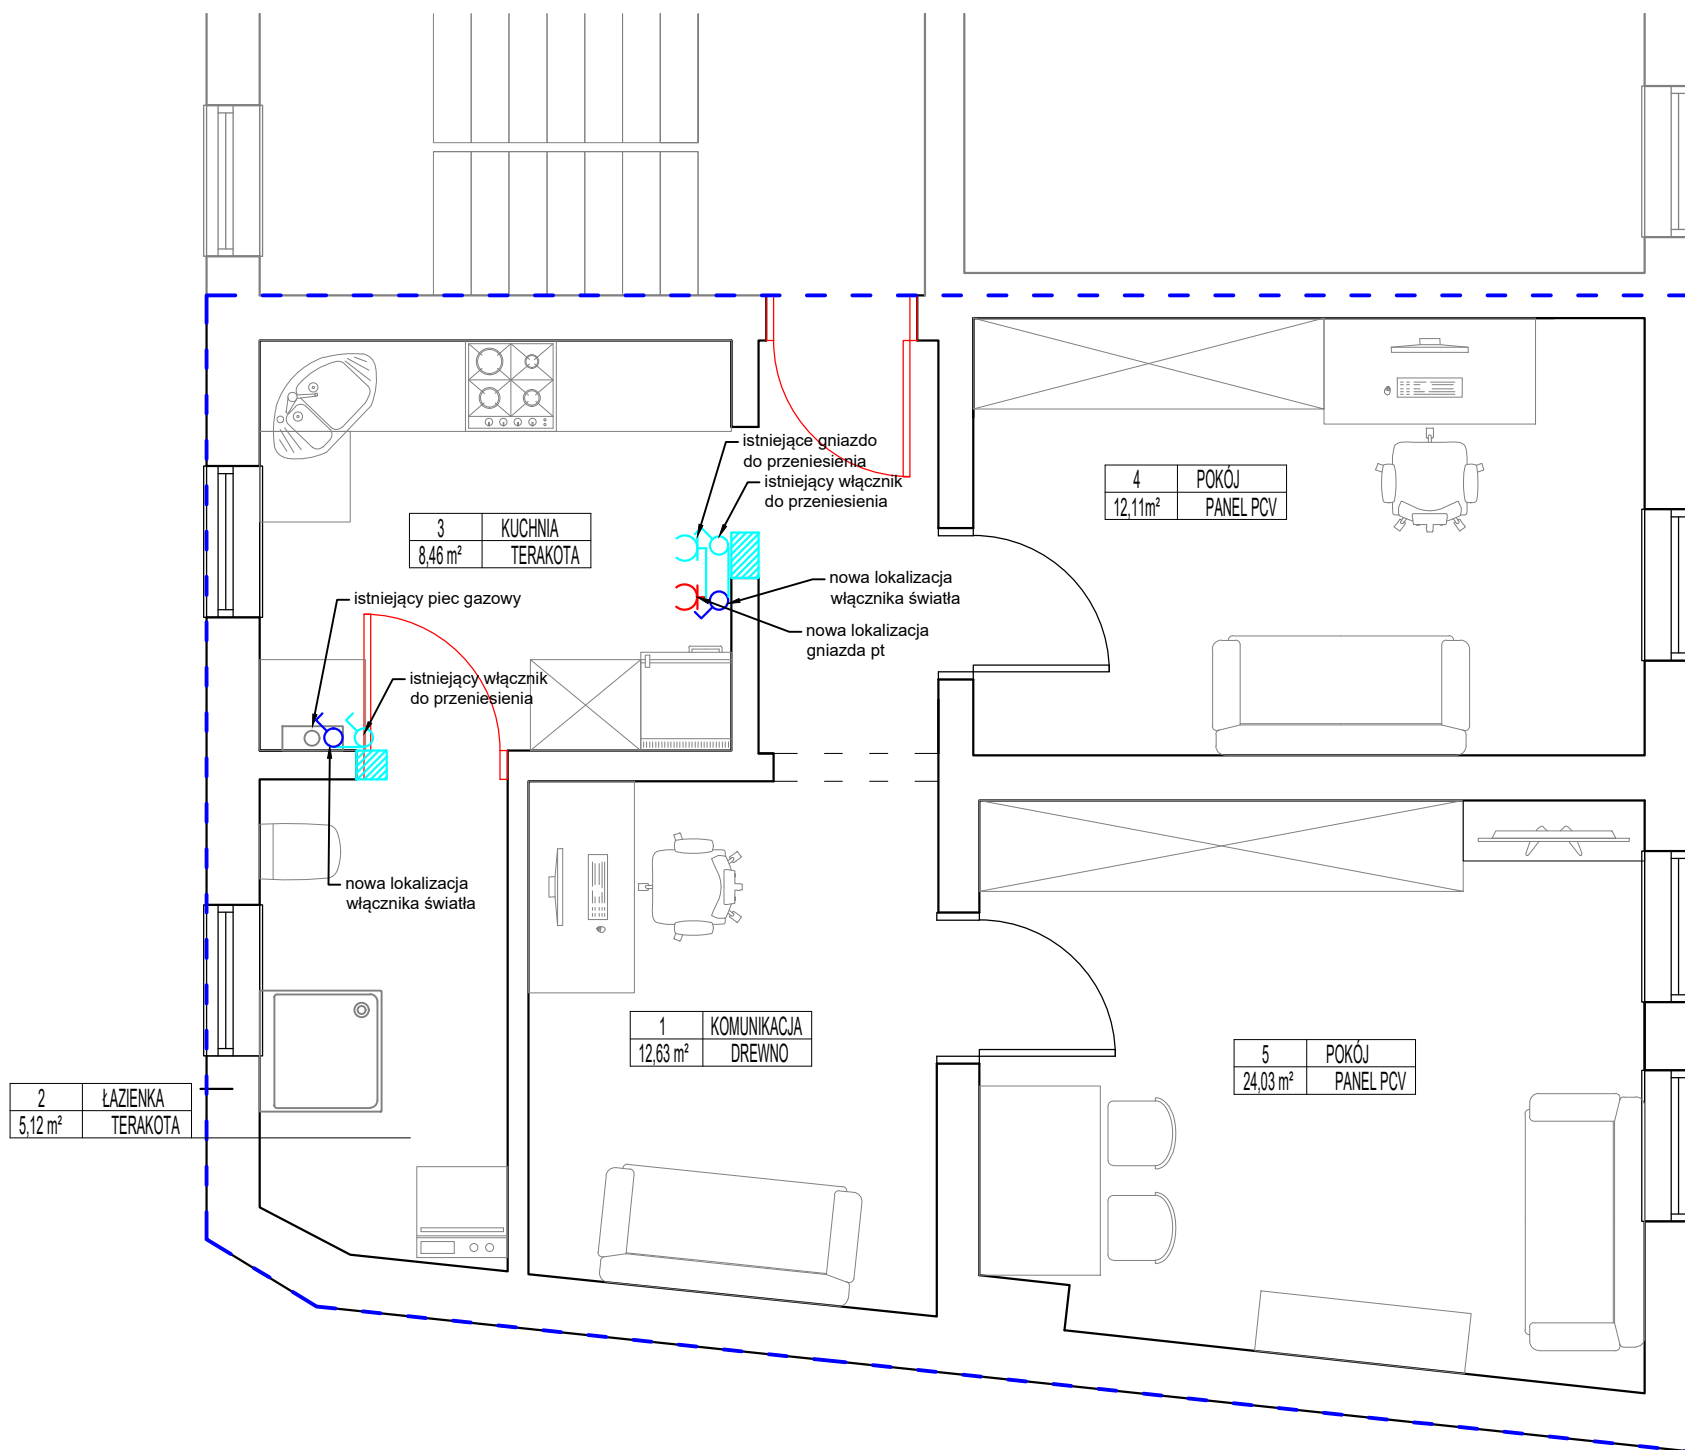 istniejące gniazdo
do przeniesienia
istniejący włącznik
do przeniesienia
4 POKÓJ
12,11m² PANEL PCV
3 KUCHNIA
8,46 m² TERAKOTA
nowa lokalizacja
włącznika światła
istniejący piec gazowy
nowa lokalizacja
gniazda pt
istniejący włącznik
do przeniesienia
nowa lokalizacja
włącznika światła
1 KOMUNIKACJA
12,63 m² DREWNO
5 POKÓJ
24,03 m² PANEL PCV
2 ŁAZIENKA
5,12 m² TERAKOTA